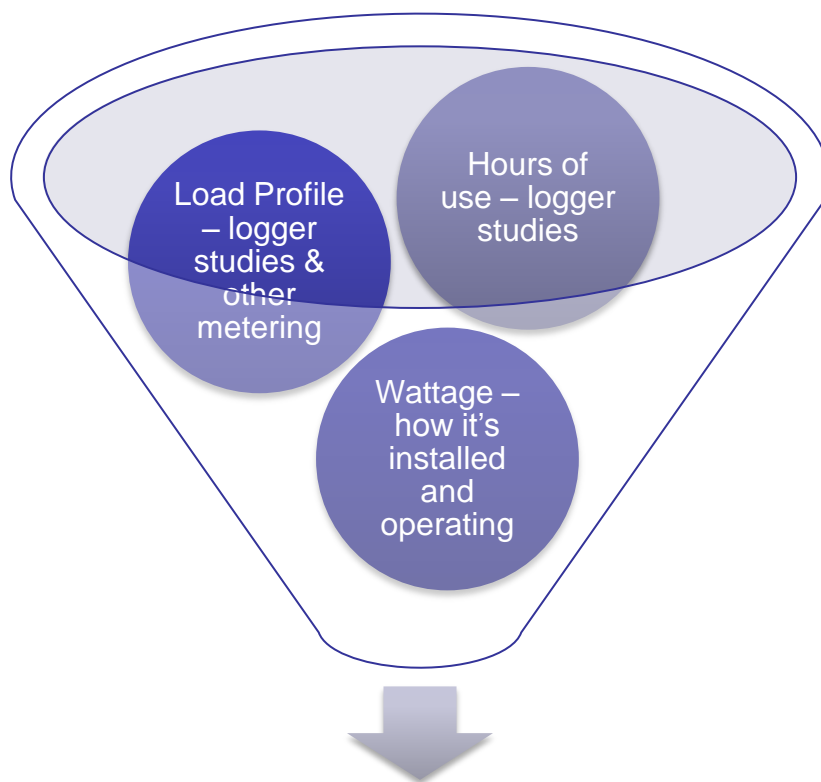 Load Profile
– logger
studies &
other
metering
Hours of
use – logger
studies
Wattage –
how it’s
installed
and
operating